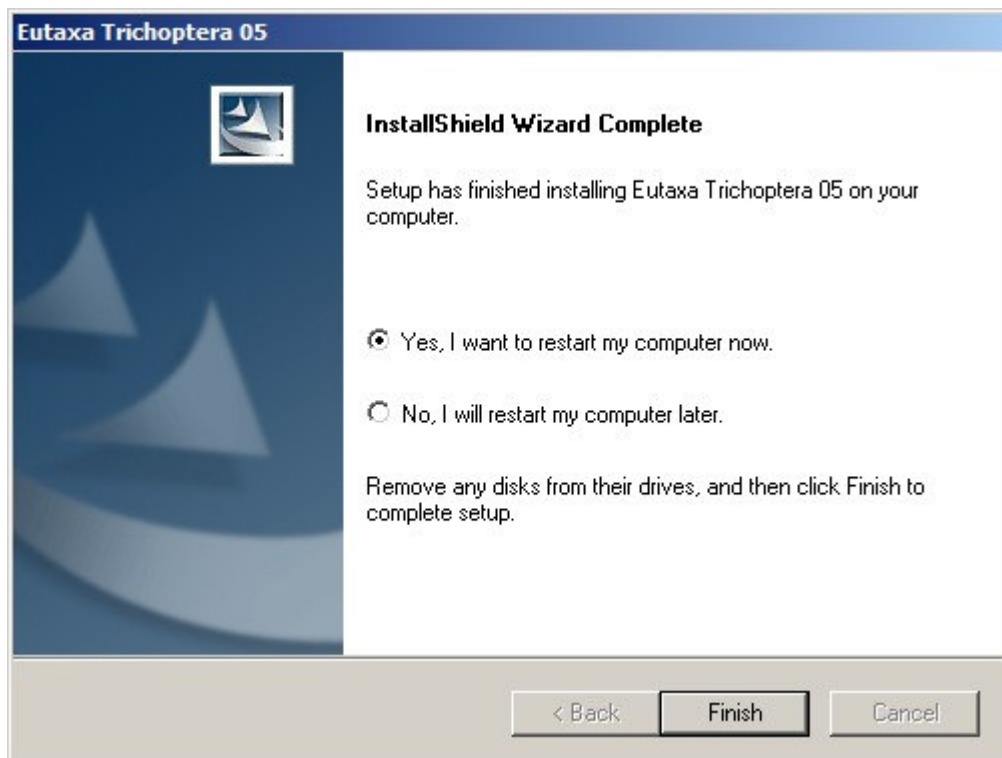 Eutaxa Trichoptera 05
InstallShield Wizard Complete
Setup has finished installing Eutaxa Trichoptera 05 on your
computer.
Yes, I want to restart my computer now.
No, I will restart my computer later.
Remove any disks from their drives, and then click Finish to
complete setup.
< Back
Finish
Cancel